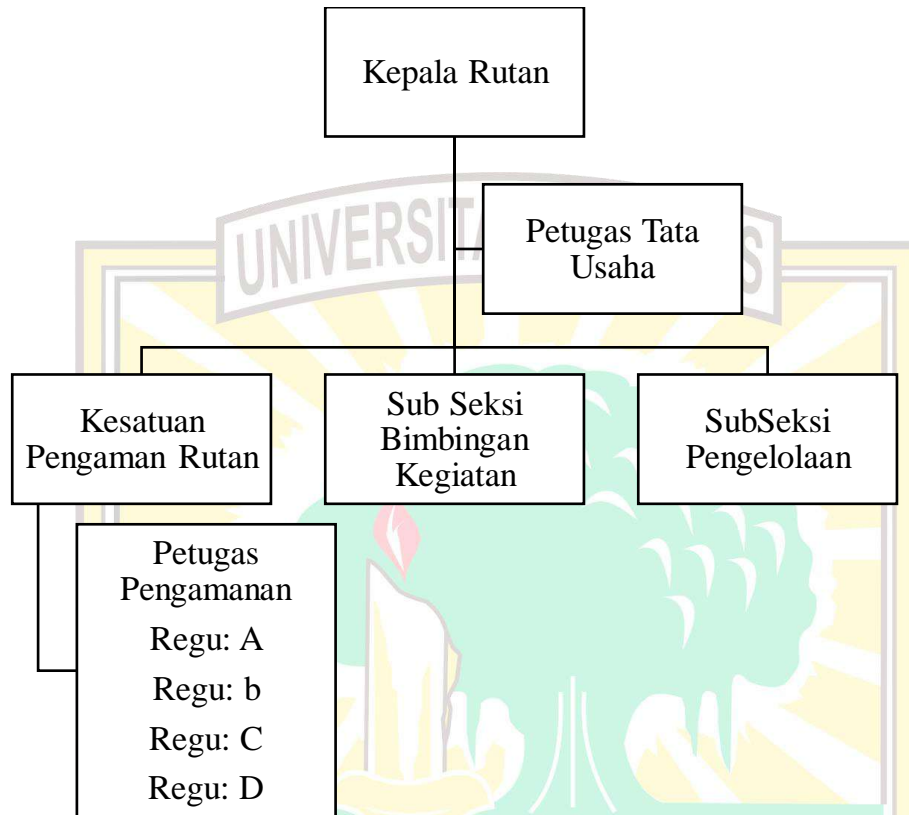 Kepala Rutan
UNIVERSITA
S
Petugas Tata
Usaha
Kesatuan
Pengaman Rutan
Sub Seksi
Bimbingan
Kegiatan
SubSeksi
Pengelolaan
Petugas
Pengamanan
Regu: A
Regu: b
Regu: C
Regu: D